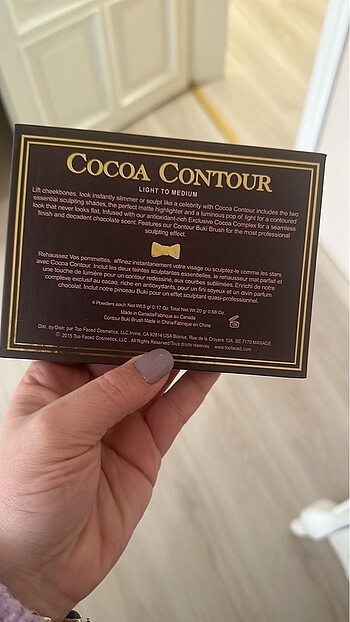 COCOA CONTOUR
LIGHT TO MEDIUM
Lift cheekbones, look instantly slimmer or sculpt like a celebrity with Cocoa Contour. includes the two
essential sculpting shades, the perfect matte highlighter and a luminous pop of light for a contoured
look that never looks flat. Infused with our antioxidant-rich Exclusive Cocoa Complex for a seamless
finish and decadent chocolate scent. Features our Contour Buki Brush for the most professional
sculpting effect
Rehaussez Vos pommettes, affinez instantanement votre visage ou sculptez-le comme les stars
avec Cocoa Contour. Inclut les deux teintes sculptantes essentielles, le rehausseur mat parfait et
une touche de lumière pour un contour redessiné, aux courbes sublimées. Enrichi de notre
complexe exclusif au cacao, riche en antioxydants, pour un fini soyeux et un divin parfum
chocolat. Inclut notre pinceau Buki pour un effet sculptant quasi-professionnel.
4 Powders each Net Wt.5 g/ 0.17 Oz. Total Net Wt.20 g/ 0.68 Oz
Made in Canada/Fabriqué au Canada
Contour Buki Brush Made in China/Fabriqué en Chine
Dist. by/Distr. par Too Faced Cosmetics, LLC, Irvine, CA 92614 USA Biorius, Rue de la Croyere 10A, BE 7170 MANAGE
© 2015 Too Faced Cosmetics, LLC . All Rights Reserved/Tous droits réservés www.toofaced.com